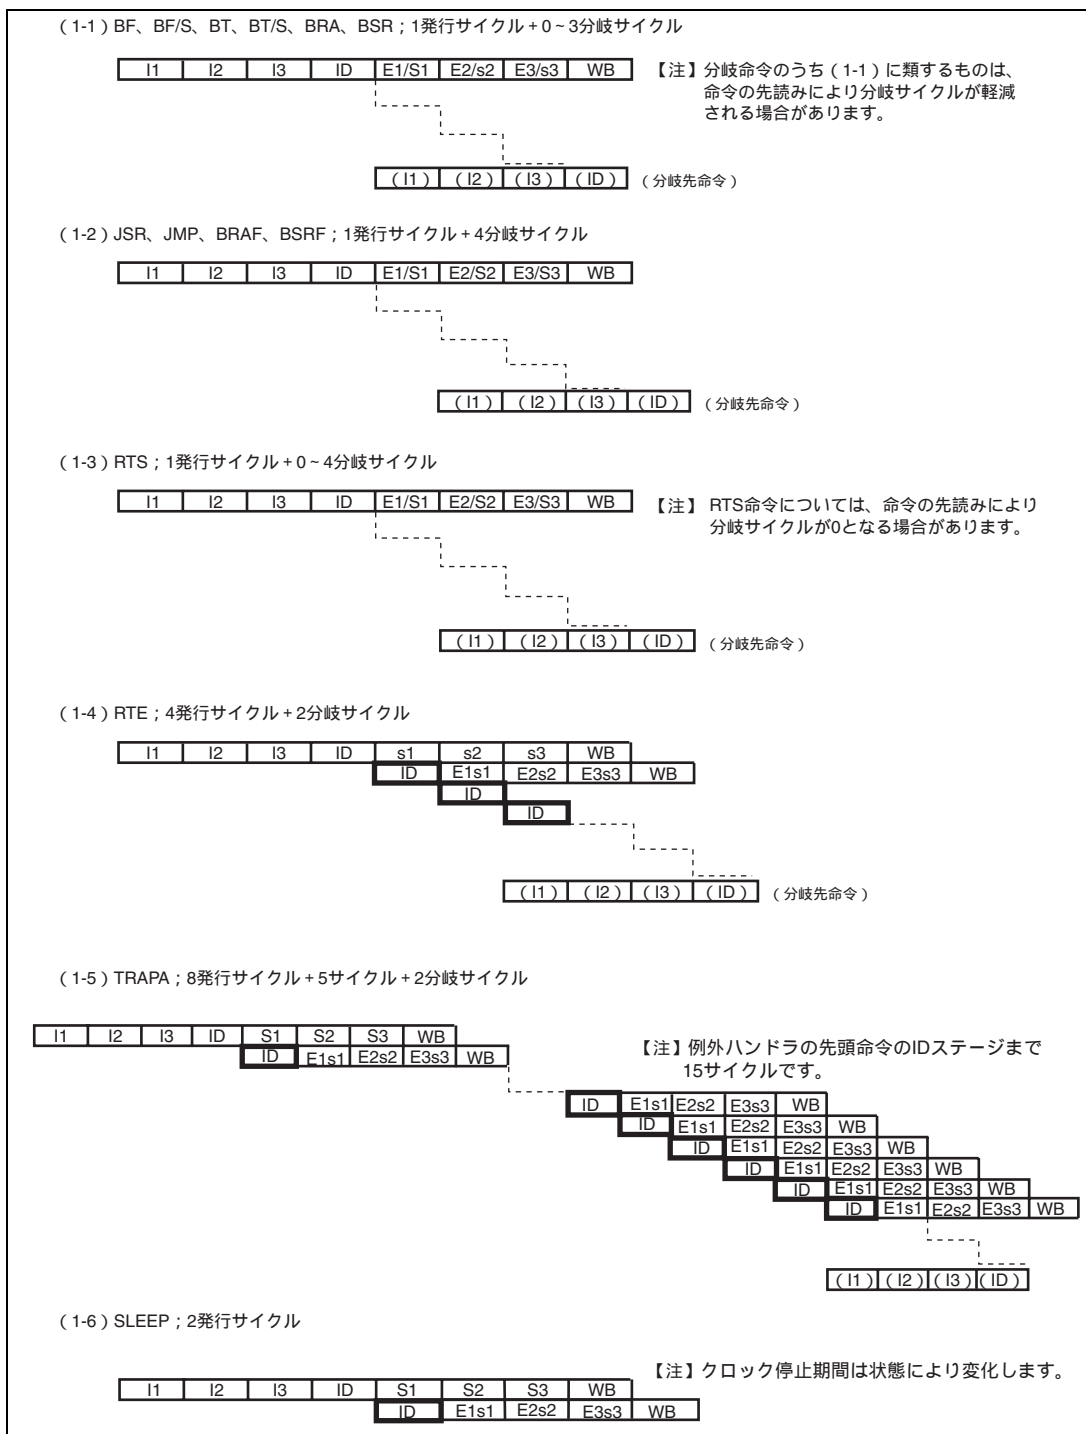 （1-1）BF、BF/S、BT、BT/S、BRA、BSR；1発行サイクル＋0～3分岐サイクル
I1 I2 I3 ID E1/S1 E2/s2 E3/s3 WB
【注】分岐命令のうち（1-1）に類するものは、
命令の先読みにより分岐サイクルが軽減
される場合があります。
（I1）（I2）（I3）（ID）（分岐先命令）
（1-2）JSR、JMP、BRAF、BSRF；1発行サイクル＋4分岐サイクル
I1 I2 I3 ID E1/S1 E2/S2 E3/S3 WB
（I1）（I2）（I3）（ID）（分岐先命令）
（1-3）RTS；1発行サイクル＋0～4分岐サイクル
I1 I2 I3 ID E1/S1 E2/S2 E3/S3 WB
【注】RTS命令については、命令の先読みにより
分岐サイクルが0となる場合があります。
（I1）（I2）（I3）（ID）（分岐先命令）
（1-4）RTE；4発行サイクル＋2分岐サイクル
I1 I2 I3 ID s1 s2 s3 WB
ID E1s1 E2s2 E3s3 WB
ID
ID
（I1）（I2）（I3）（ID）（分岐先命令）
（1-5）TRAPA；8発行サイクル＋5サイクル＋2分岐サイクル
I1 I2 I3 ID S1 S2 S3 WB
ID E1s1 E2s2 E3s3 WB
【注】例外ハンドラの先頭命令のIDステージまで
15サイクルです。
ID E1s1 E2s2 E3s3 WB
ID E1s1 E2s2 E3s3 WB
ID E1s1 E2s2 E3s3 WB
ID E1s1 E2s2 E3s3 WB
ID E1s1 E2s2 E3s3 WB
ID E1s1 E2s2 E3s3 WB
（I1）（I2）（I3）（ID）
（1-6）SLEEP；2発行サイクル
【注】クロック停止期間は状態により変化します。
I1 I2 I3 ID S1 S2 S3 WB
ID E1s1 E2s2 E3s3 WB